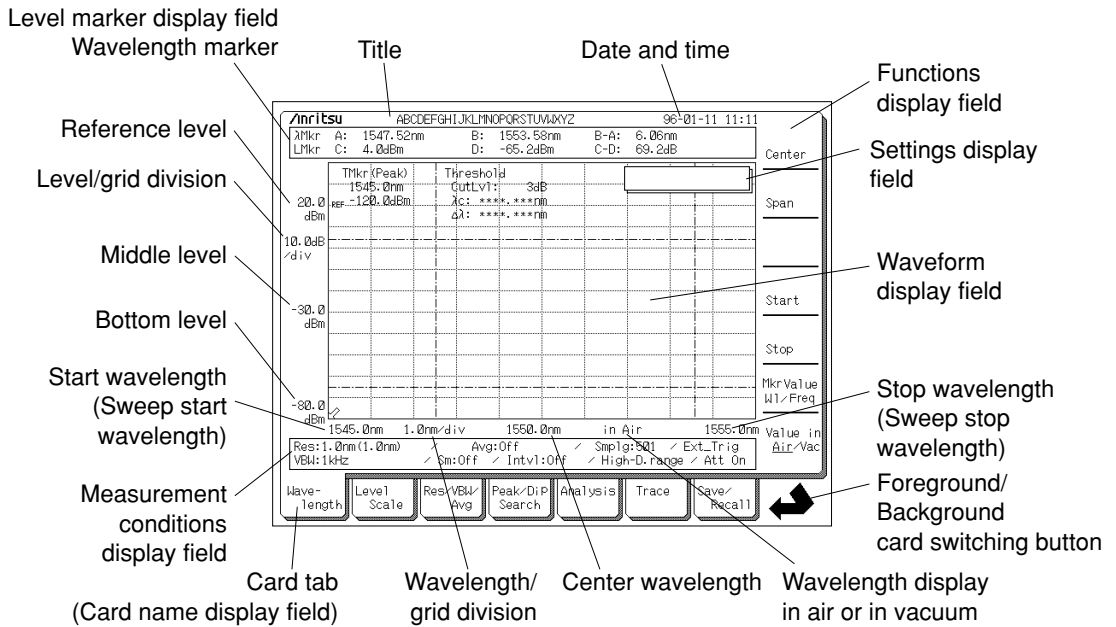 Level marker display field
Wavelength marker
Title
Date and time
Functions
display field
Reference level
Level/grid division
Middle level
Bottom level
Start wavelength
(Sweep start
wavelength)
Measurement
conditions
display field
Anritsu ABCDEFGHIJKLMNOPQRSTUVWXYZ 96-01-11 11:11
λMkr A: 1547.52nm B: 1553.58nm B-A: 6.06nm
LMkr C: 4.0dBm D: -65.2dBm C-D: 69.2dB
TMkr(Peak) Threshold
1545.0nm CutLvl: 3dB
REF -120.0dBm λc: ****.***nm
Δλ: ****.***nm
20.0
dBm
10.0dB
/div
-30.0
dBm
-80.0
dBm
1545.0nm 1.0nm/div 1550.0nm in Air 1555.0nm
Res:1.0nm(1.0nm) / Avg:Off / Smplg:501 / Ext_Trig
VBW:1kHz / Sm:Off / Intvl:Off / High-D.range / Att On
Center
Span
Start
Stop
MkrValue
Wl/Freq
Value in
Air/Vac
Wave-
length
Level
Scale
Res/VBW/
Avg
Peak/Dip
Search
Analysis
Trace
Save/
Recall
Settings display
field
Waveform
display field
Stop wavelength
(Sweep stop
wavelength)
Foreground/
Background
card switching button
Card tab
(Card name display field)
Wavelength/
grid division
Center wavelength
Wavelength display
in air or in vacuum